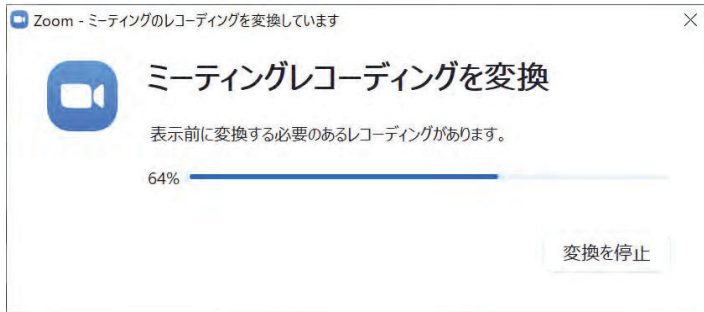 Zoom - ミーティングのレコーディングを変換しています
ミーティングレコーディングを変換
表示前に変換する必要のあるレコーディングがあります。
64%
変換を停止